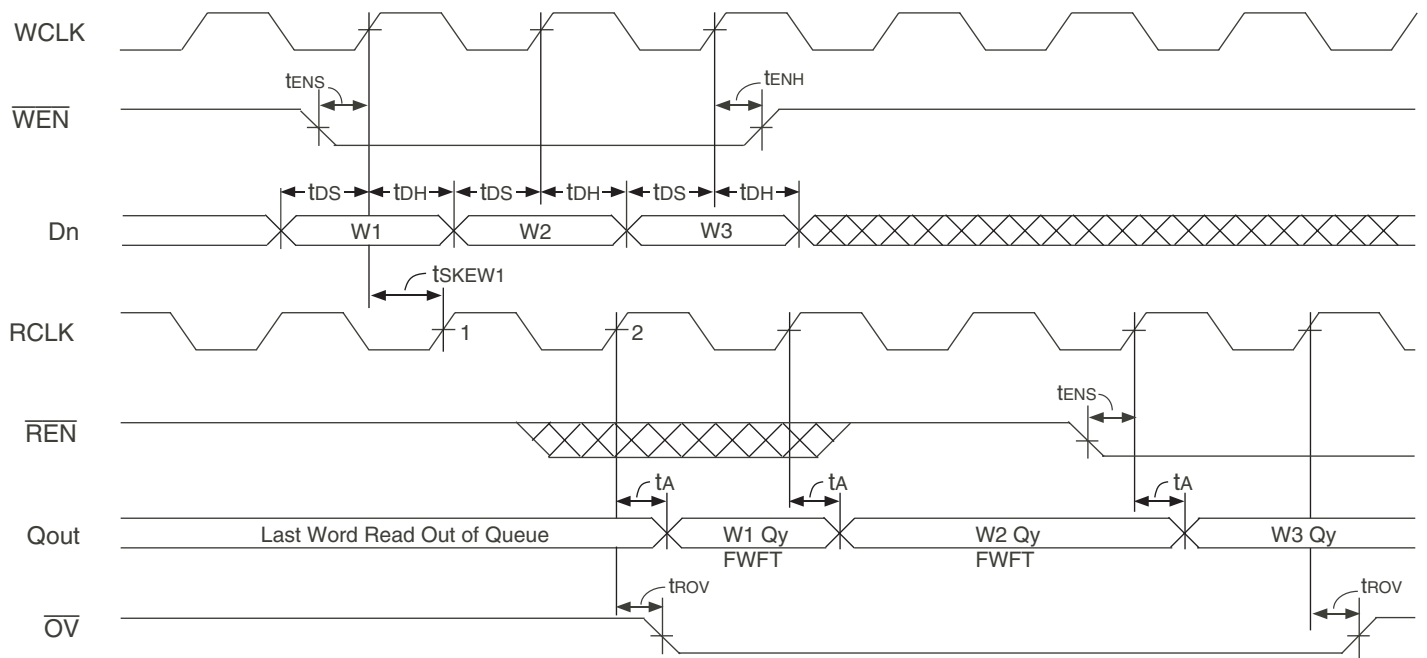 WCLK
tENS
tENH
WEN
tDS tDH tDS tDH tDS tDH
Dn W1 W2 W3
tSKEW1
RCLK 1 2
tENS
REN
tA tA tA
Qout Last Word Read Out of Queue W1 Qy W2 Qy W3 Qy
FWFT FWFT
tROV tROV
OV